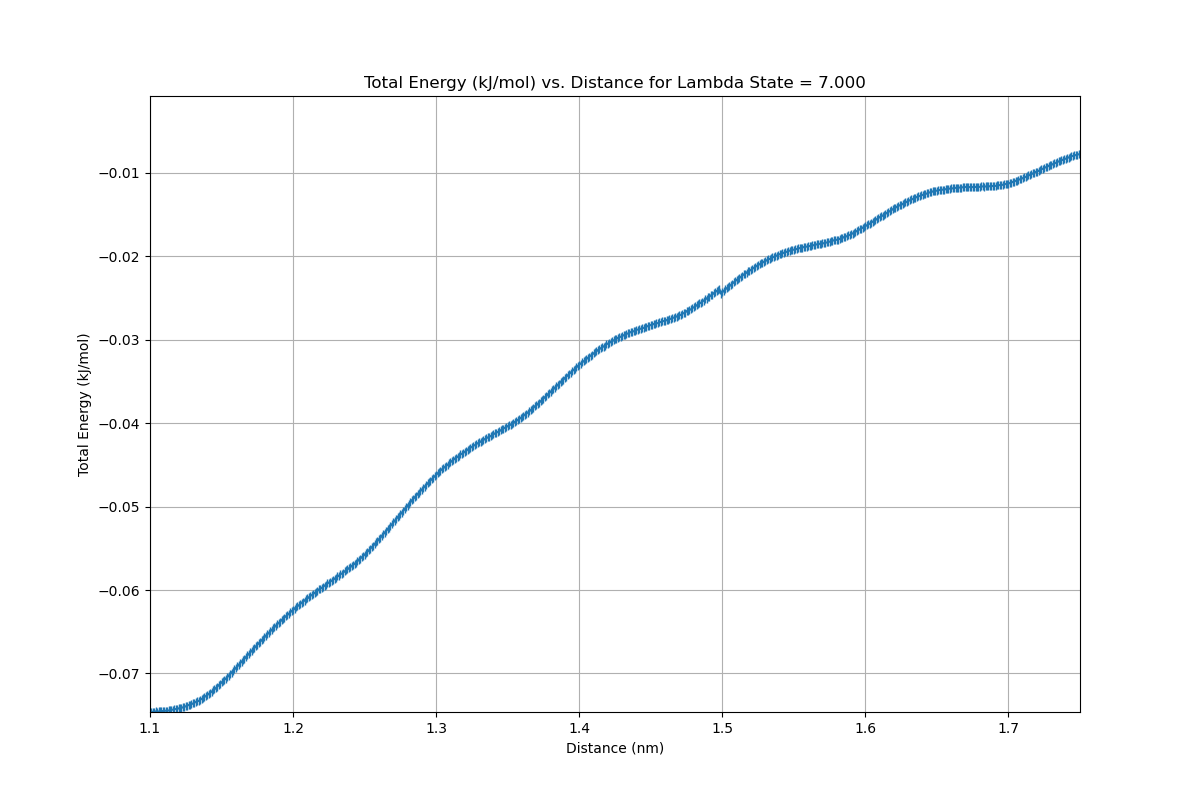 Total Energy (kJ/mol) vs. Distance for Lambda State = 7.000
Total Energy (kJ/mol)
−0.01
−0.02
−0.03
−0.04
−0.05
−0.06
−0.07
1.1 1.2 1.3 1.4 1.5 1.6 1.7
Distance (nm)